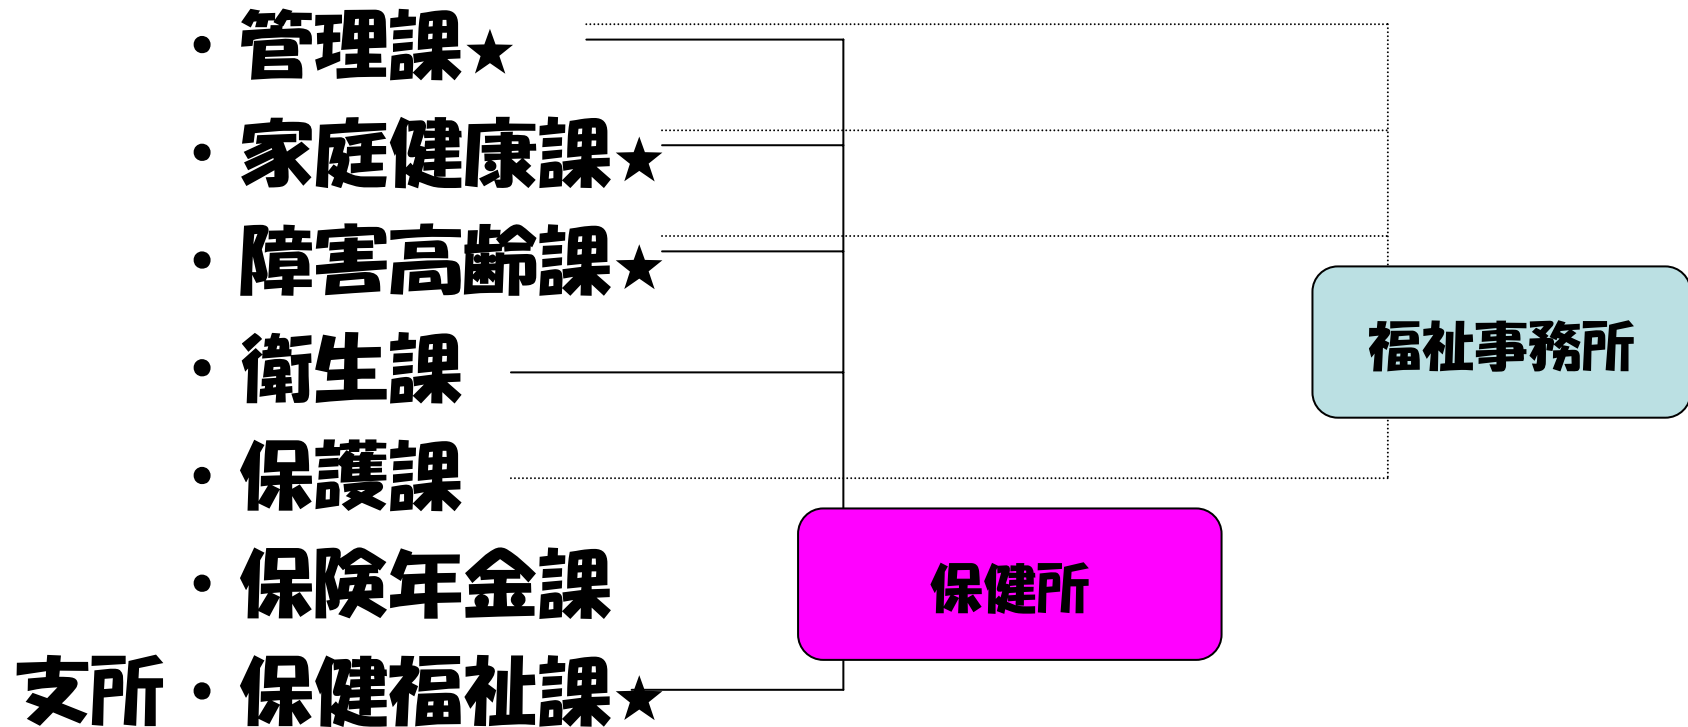 ・管理課★
・家庭健康課★
・障害高齢課★
・衛生課
・保護課
・保険年金課
支所・保健福祉課★
福祉事務所
保健所